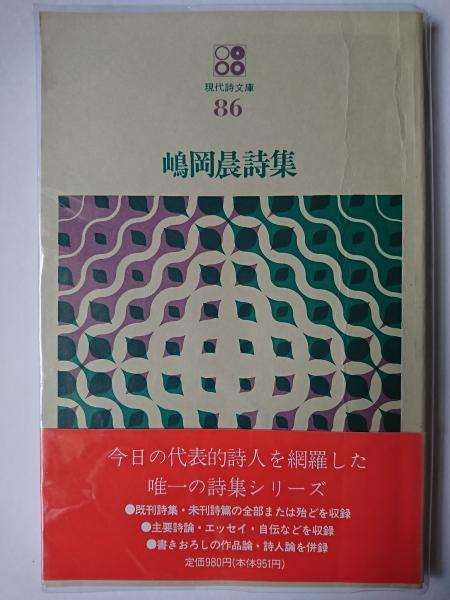 現代詩文庫
86
嶋岡晨詩集
今日の代表的詩人を網羅した
唯一の詩集シリーズ
●既刊詩集・未刊詩篇の全部または殆どを収録
●主要詩論・エッセイ・自伝などを収録
●書きおろしの作品論・詩人論を併録
定価980円(本体951円)